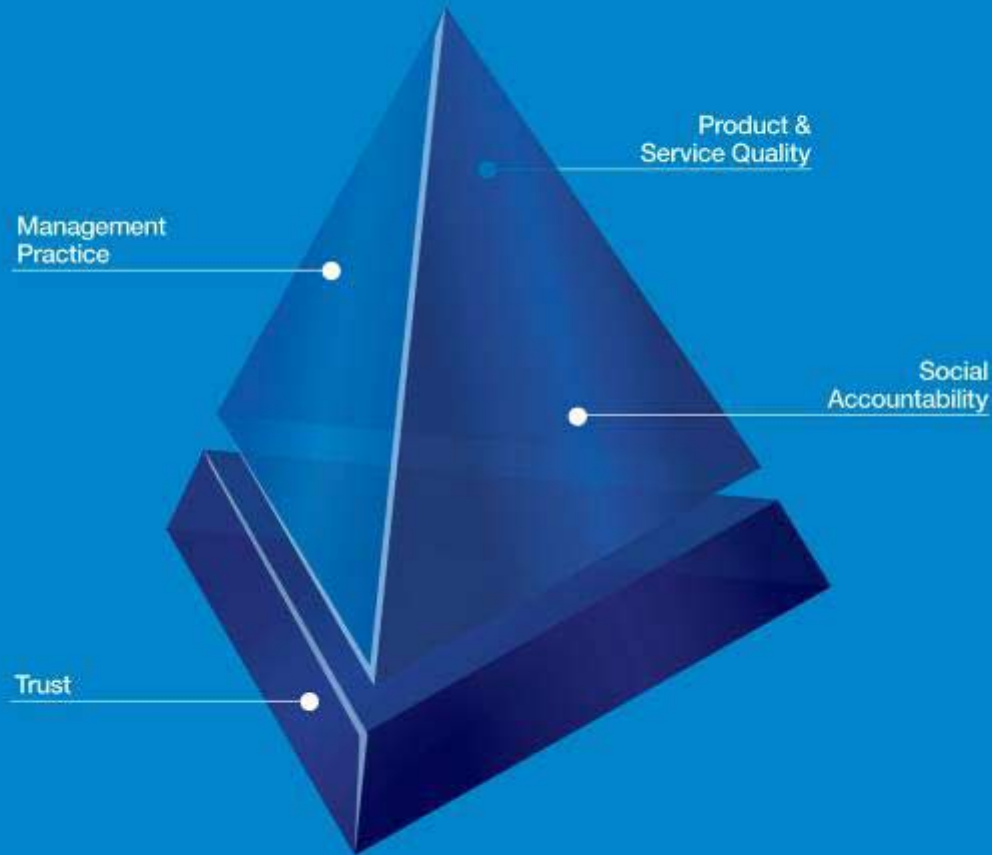 Product &
Service Quality
Management
Practice
Social
Accountability
Trust